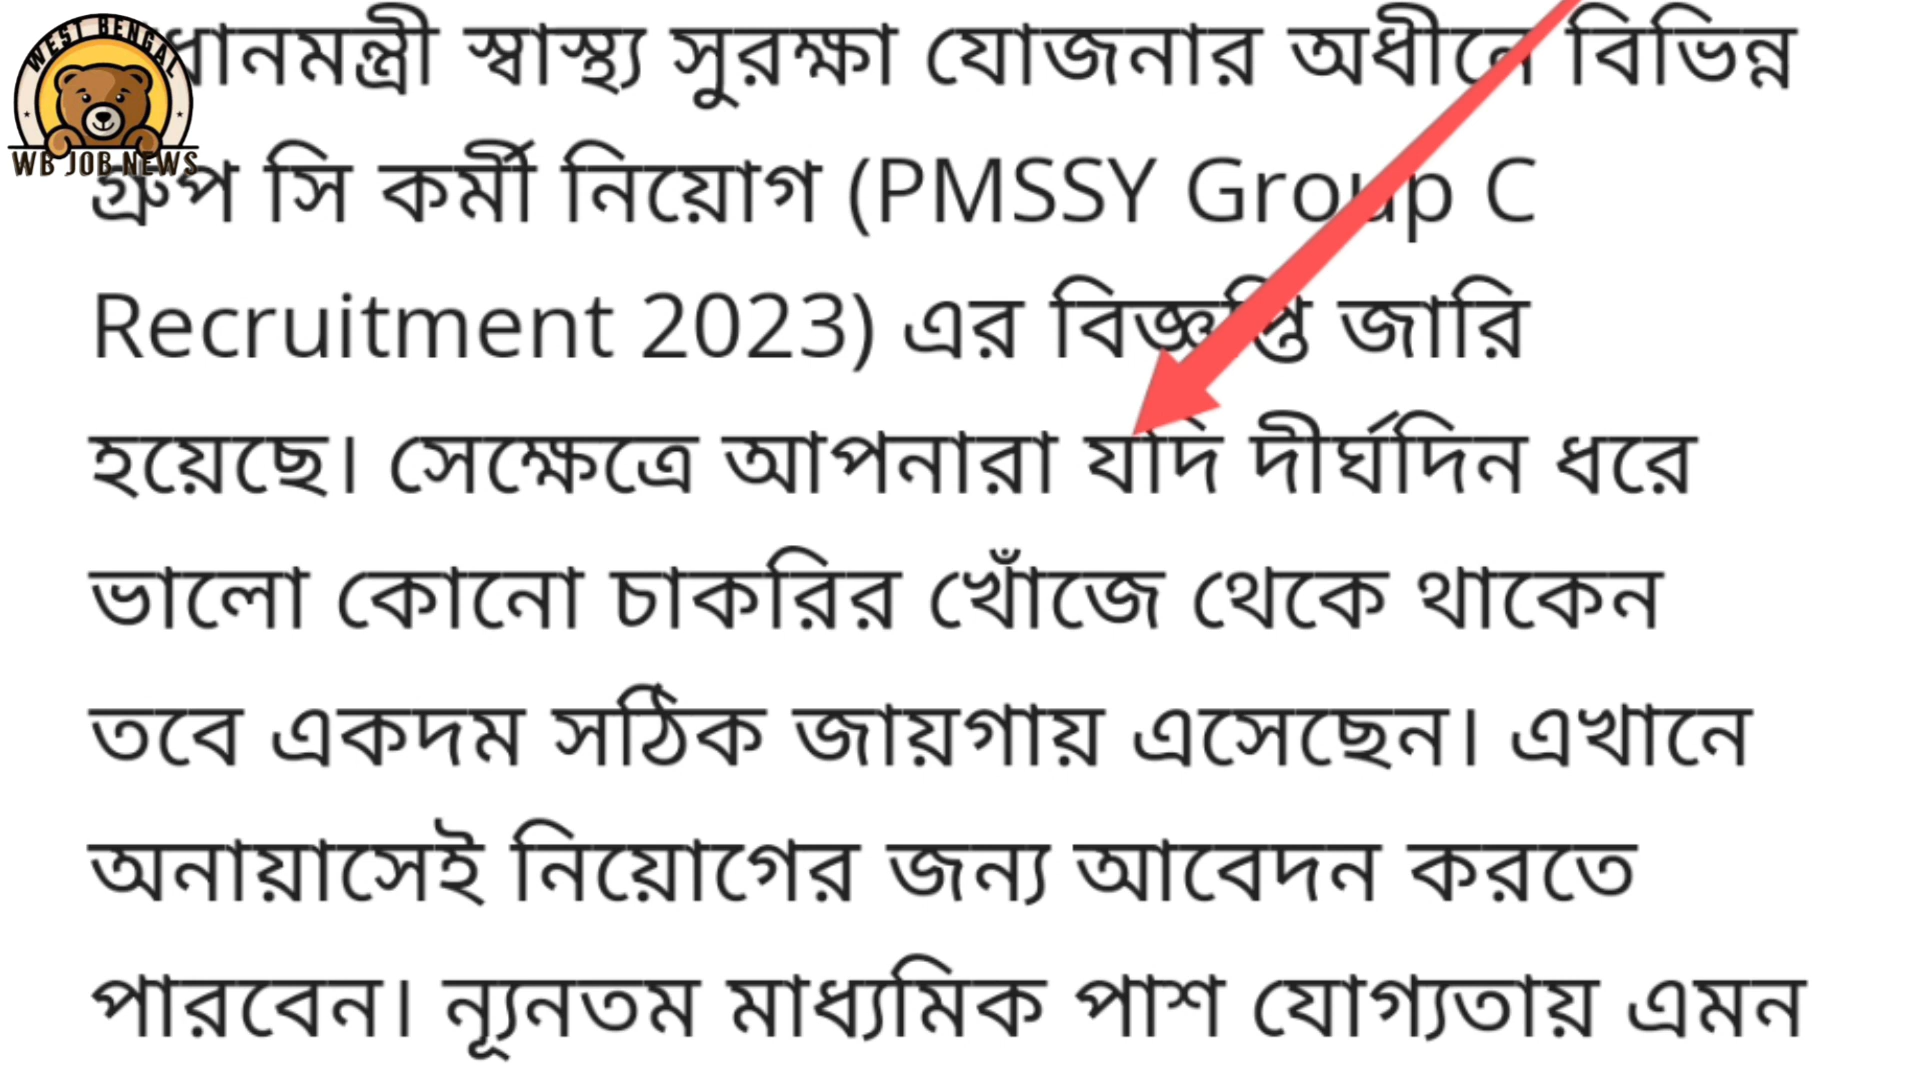 WEST BENGAL
WB JOB NEWS
ধানমন্ত্রী স্বাস্থ্য সুরক্ষা যোজনার অধীনে বিভিন্ন
গ্রুপ সি কর্মী নিয়োগ (PMSSY Group C
Recruitment 2023) এর বিজ্ঞপ্তি জারি
হয়েছে। সেক্ষেত্রে আপনারা যদি দীর্ঘদিন ধরে
ভালো কোনো চাকরির খোঁজে থেকে থাকেন
তবে একদম সঠিক জায়গায় এসেছেন। এখানে
অনায়াসেই নিয়োগের জন্য আবেদন করতে
পারবেন। ন্যূনতম মাধ্যমিক পাশ যোগ্যতায় এমন